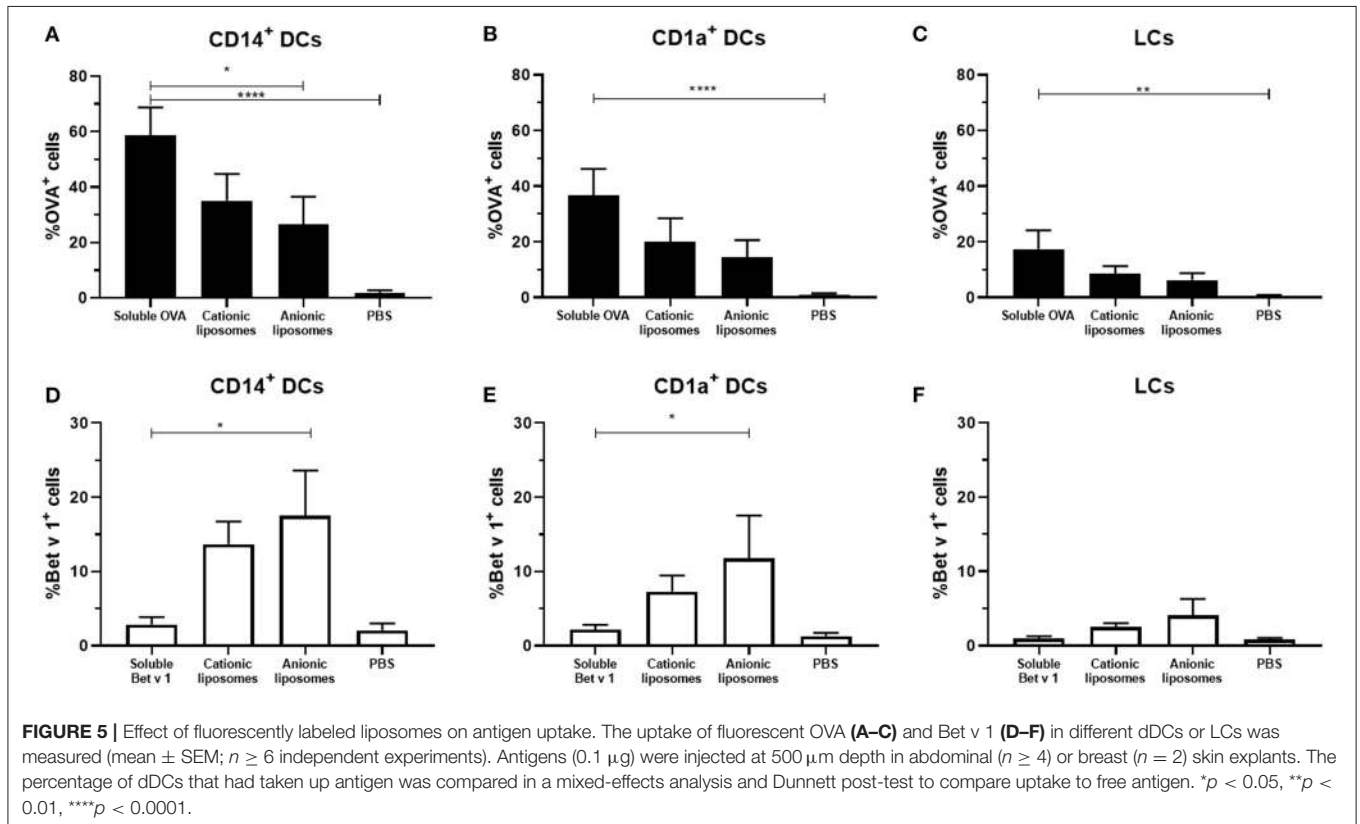 A
CD14+ DCs
*
****
80
60
40
20
0
%OVA+ cells
Soluble OVA
Cationic liposomes
Anionic liposomes
PBS
B
CD1a+ DCs
****
80
60
40
20
0
%OVA+ cells
Soluble OVA
Cationic liposomes
Anionic liposomes
PBS
C
LCs
**
80
60
40
20
0
%OVA+ cells
Soluble OVA
Cationic liposomes
Anionic liposomes
PBS
D
CD14+ DCs
*
30
20
10
0
%Bet v 1+ cells
Soluble Bet v 1
Cationic liposomes
Anionic liposomes
PBS
E
CD1a+ DCs
*
30
20
10
0
%Bet v 1+ cells
Soluble Bet v 1
Cationic liposomes
Anionic liposomes
PBS
F
LCs
30
20
10
0
%Bet v 1+ cells
Soluble Bet v 1
Cationic liposomes
Anionic liposomes
PBS
FIGURE 5 | Effect of fluorescently labeled liposomes on antigen uptake. The uptake of fluorescent OVA (A–C) and Bet v 1 (D–F) in different dDCs or LCs was
measured (mean ± SEM; n ≥ 6 independent experiments). Antigens (0.1 μg) were injected at 500 μm depth in abdominal (n ≥ 4) or breast (n = 2) skin explants. The
percentage of dDCs that had taken up antigen was compared in a mixed-effects analysis and Dunnett post-test to compare uptake to free antigen. *p < 0.05, **p <
0.01, ****p < 0.0001.